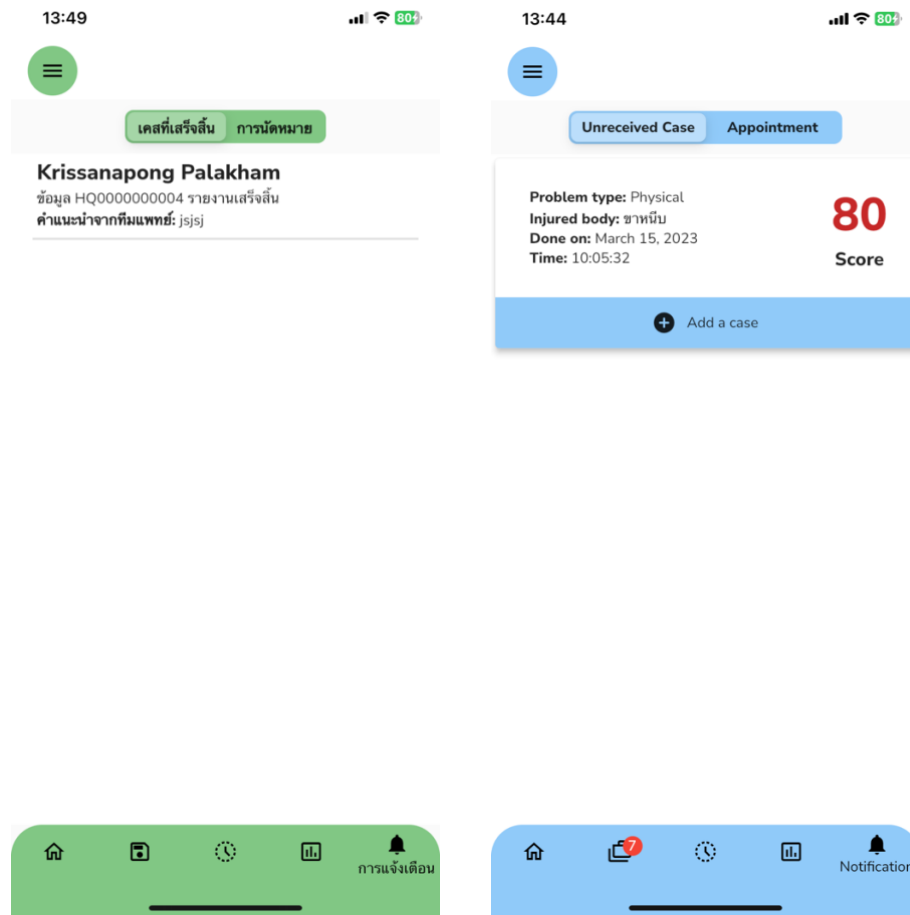 13:49
80
เคสที่เสร็จสิ้น การนัดหมาย
Krissanapong Palakham
ข้อมูล HQ0000000004 รายงานเสร็จสิ้น
คำแนะนำจากทีมแพทย์: jsjsj
การแจ้งเตือน
13:44
80
Unreceived Case Appointment
Problem type: Physical
Injured body: ขาหนีบ
Done on: March 15, 2023
Time: 10:05:32
80
Score
Add a case
7
Notification